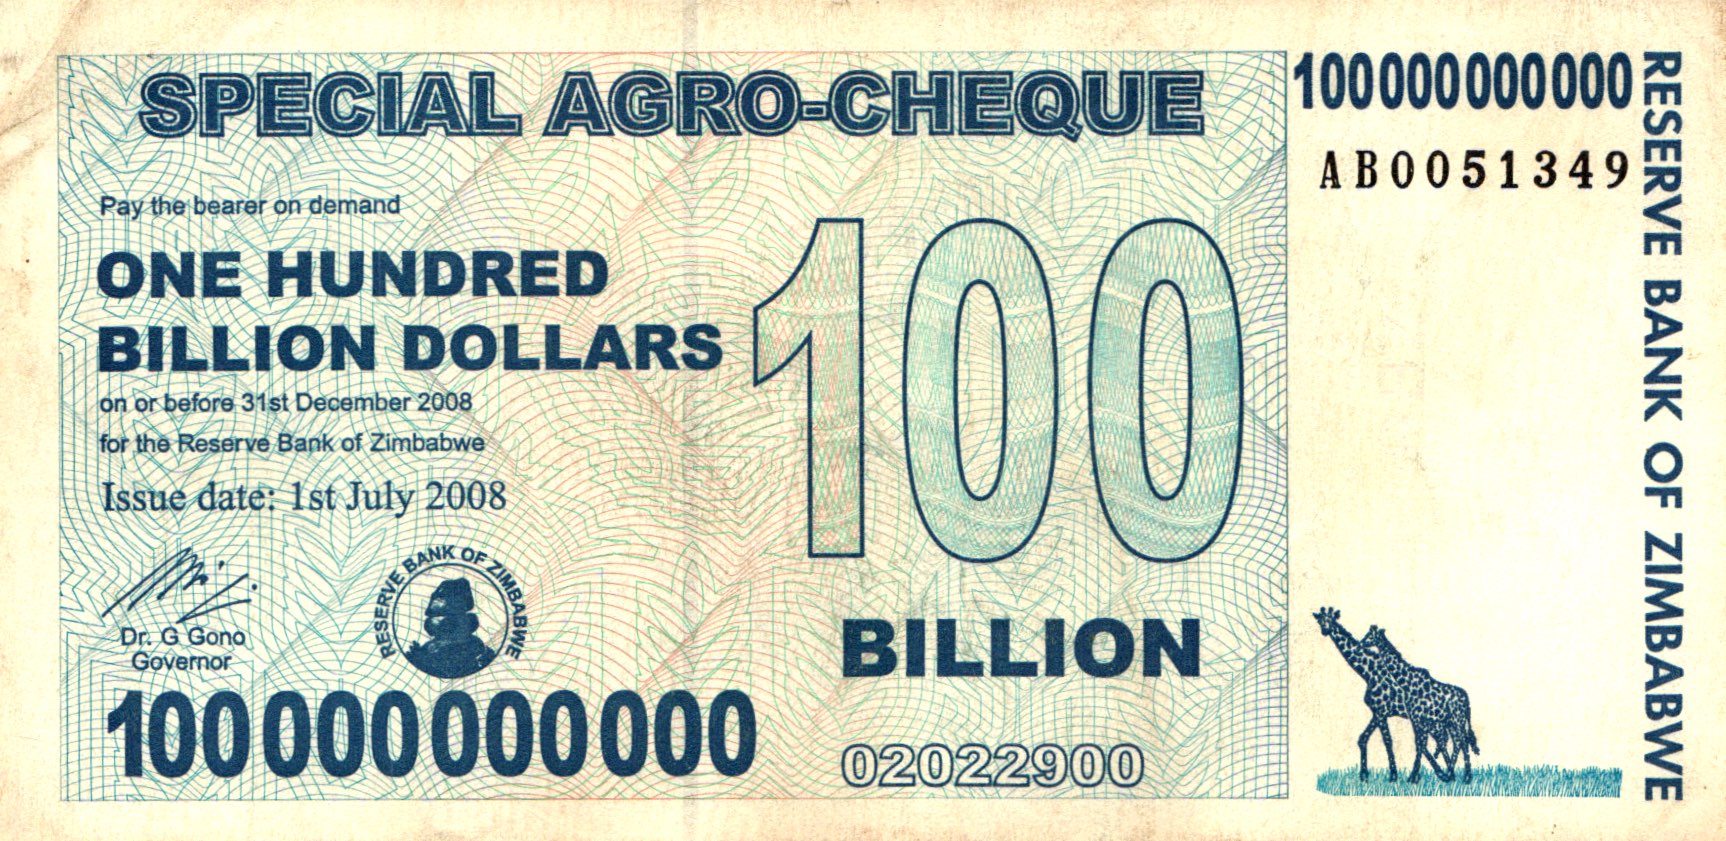 SPECIAL AGRO-CHEQUE
100000000000
AB0051349
Pay the bearer on demand
ONE HUNDRED
BILLION DOLLARS
on or before 31st December 2008
for the Reserve Bank of Zimbabwe
Issue date: 1st July 2008
100
BILLION
RESERVE BANK OF ZIMBABWE
Dr. G Gono
Governor
100000000000
02022900
RESERVE BANK OF ZIMBABWE